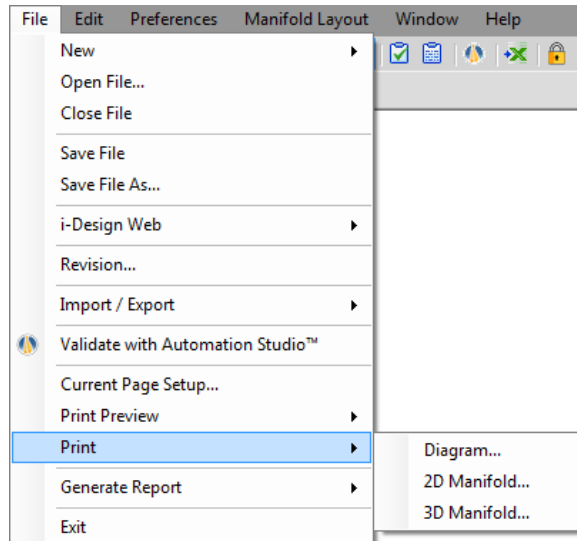 File Edit Preferences Manifold Layout Window Help
New
Open File...
Close File
Save File
Save File As...
i-Design Web
Revision...
Import / Export
Validate with Automation Studio™
Current Page Setup...
Print Preview
Print
Diagram...
2D Manifold...
3D Manifold...
Generate Report
Exit